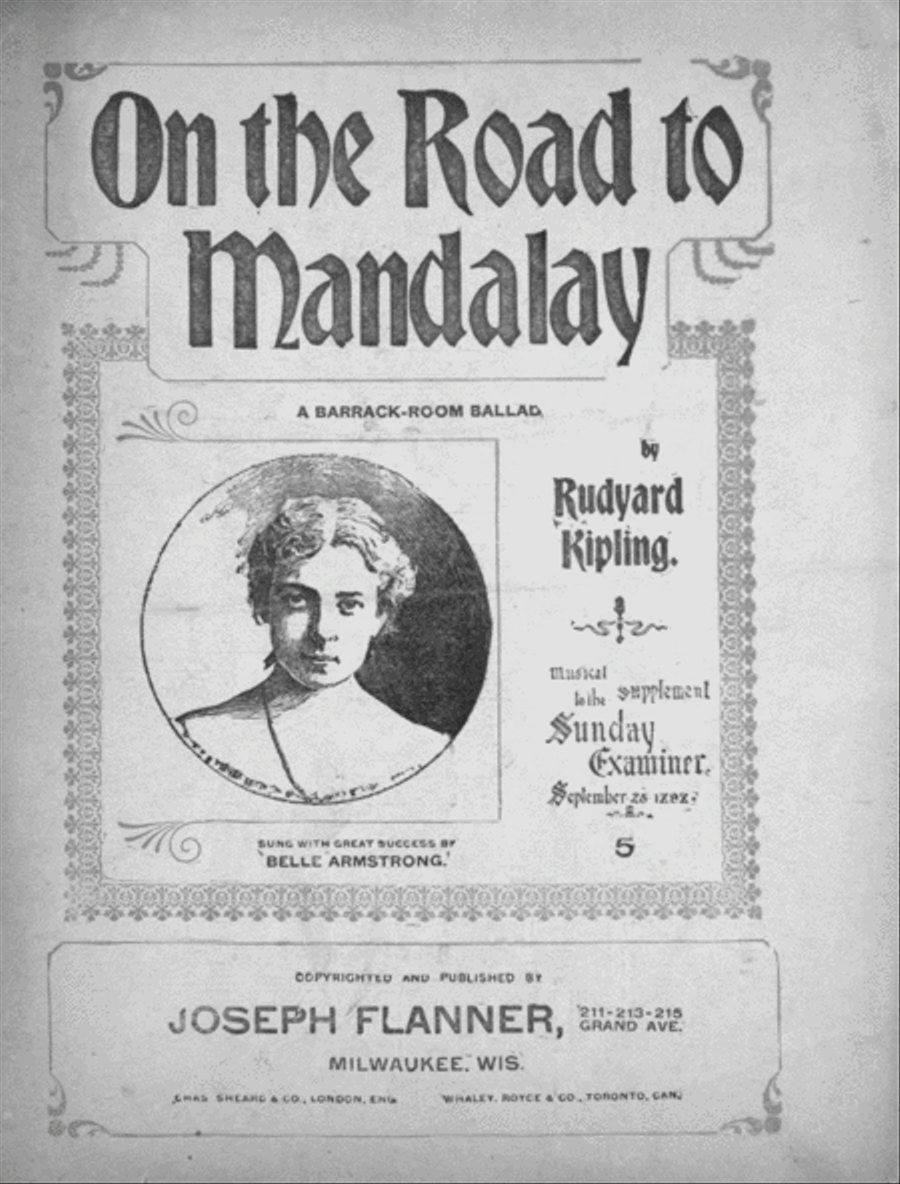 On the Road to
Mandalay
A BARRACK-ROOM BALLAD,
by
Rudyard
Kipling.
Musical
to the Supplement
Sunday
Examiner.
September
5
SUNG WITH GREAT SUCCESS BY
"BELLE ARMSTRONG."
COPYRIGHTED AND PUBLISHED BY
JOSEPH FLANNER, 211-213-215
GRAND AVE.
MILWAUKEE. WIS.
CHAS SHEARD & CO., LONDON, ENG. WHALEY, ROYCE & CO., TORONTO, CAN.